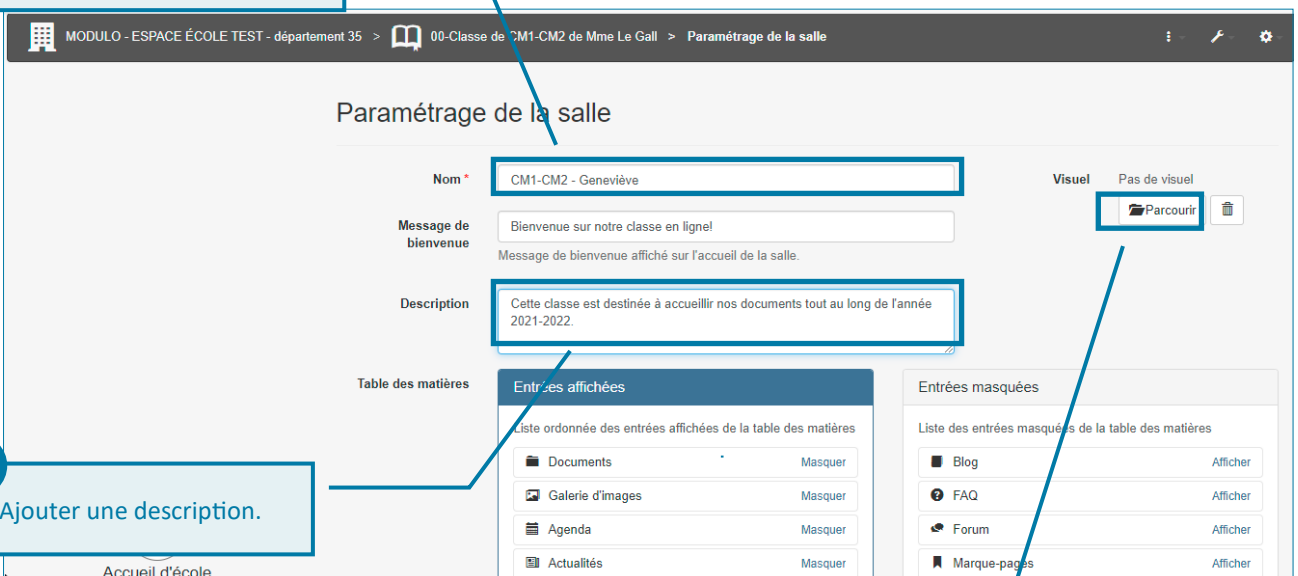 MODULO - ESPACE ÉCOLE TEST - département 35 > 00-Classe de CM1-CM2 de Mme Le Gall > Paramétrage de la salle
Paramétrage de la salle
Nom *
CM1-CM2 - Geneviève
Visuel
Pas de visuel
Parcourir
Message de
bienvenue
Bienvenue sur notre classe en ligne!
Message de bienvenue affiché sur l'accueil de la salle.
Description
Cette classe est destinée à accueillir nos documents tout au long de l'année
2021-2022.
Table des matières
Entrées affichées
Liste ordonnée des entrées affichées de la table des matières
Documents Masquer
Galerie d'images Masquer
Agenda Masquer
Actualités Masquer
Entrées masquées
Liste des entrées masquées de la table des matières
Blog Afficher
FAQ Afficher
Forum Afficher
Marque-pages Afficher
Ajouter une description.
Accueil d'école